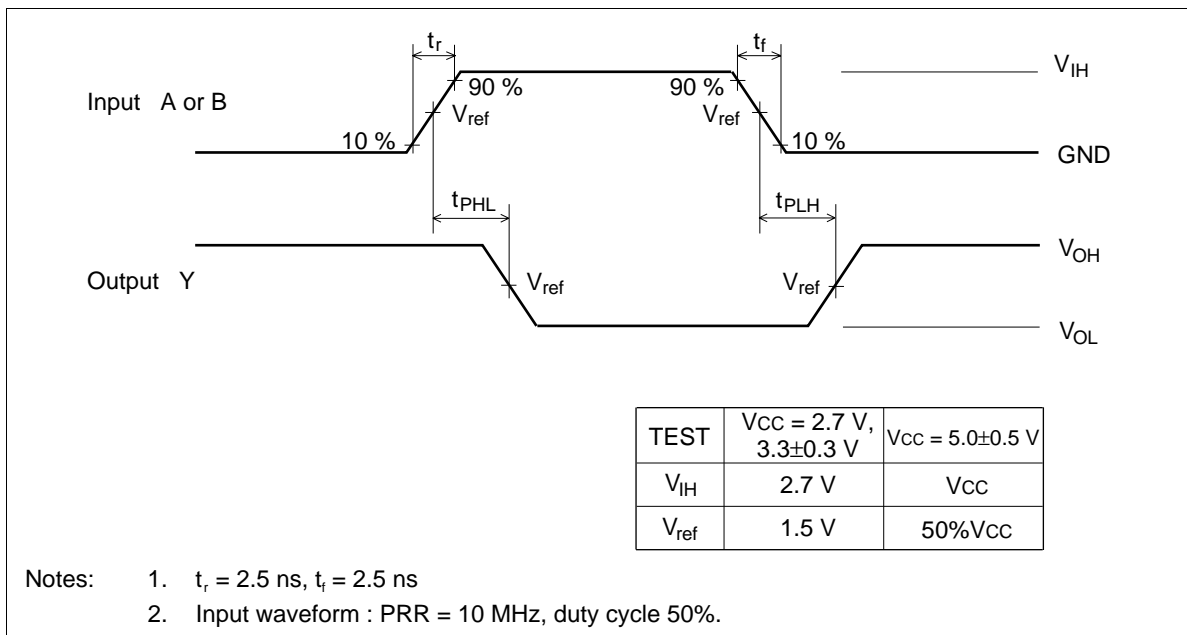 tr
tf
VIH
90 %
90 %
Input A or B
Vref
Vref
10 %
10 %
GND
tPHL
tPLH
VOH
Output Y
Vref
Vref
VOL
TEST
VCC = 2.7 V,
3.3±0.3 V
VCC = 5.0±0.5 V
VIH
2.7 V
VCC
Vref
1.5 V
50%VCC
Notes: 1. tr = 2.5 ns, tf = 2.5 ns
2. Input waveform : PRR = 10 MHz, duty cycle 50%.